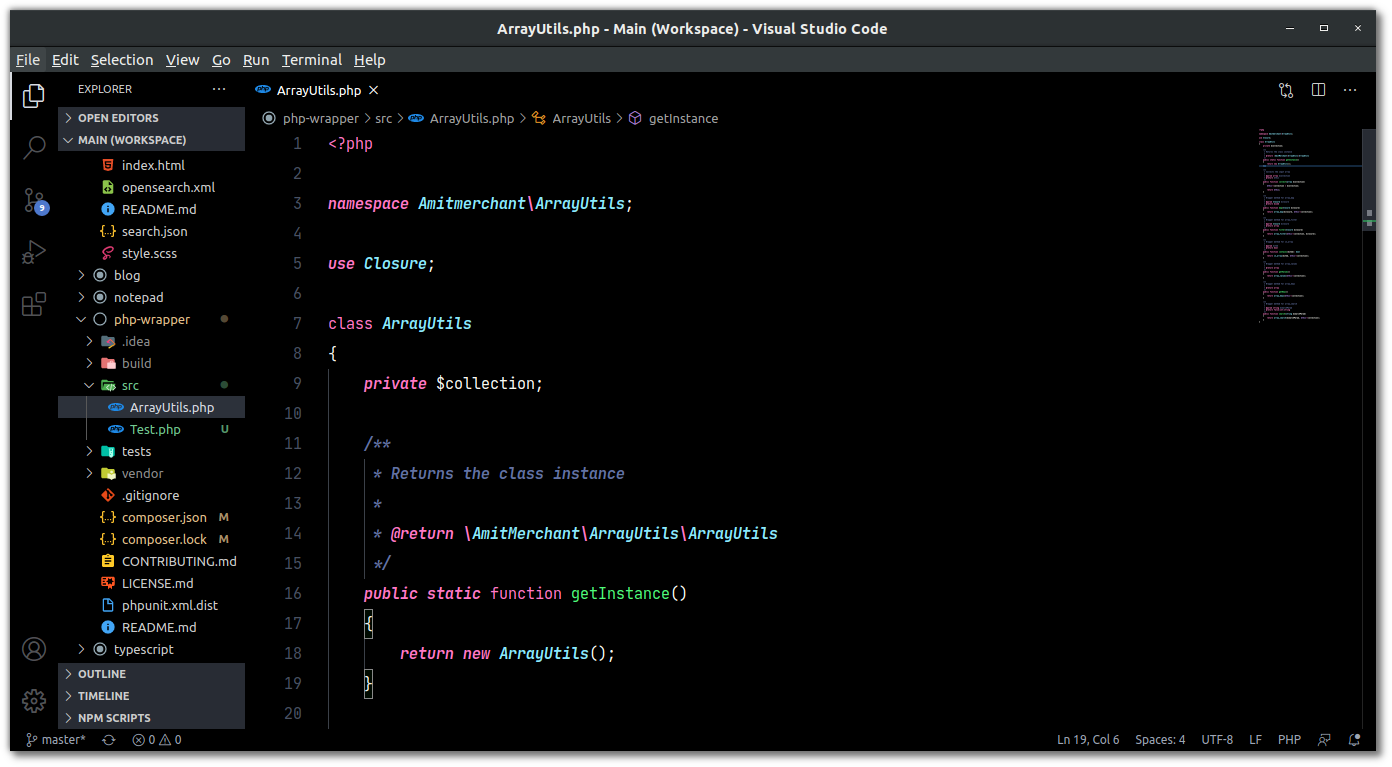 ArrayUtils.php - Main (Workspace) - Visual Studio Code
File Edit Selection View Go Run Terminal Help
EXPLORER
OPEN EDITORS
MAIN (WORKSPACE)
index.html
opensearch.xml
README.md
search.json
style.scss
blog
notepad
php-wrapper
.idea
build
src
ArrayUtils.php
Test.php U
tests
vendor
.gitignore
composer.json M
composer.lock M
CONTRIBUTING.md
LICENSE.md
phpunit.xml.dist
README.md
typescript
OUTLINE
TIMELINE
NPM SCRIPTS
9
php ArrayUtils.php
php-wrapper > src > php ArrayUtils.php > ArrayUtils > getInstance
1 <?php
2
3 namespace Amitmerchant\ArrayUtils;
4
5 use Closure;
6
7 class ArrayUtils
8 {
9 private $collection;
10
11 /**
12 * Returns the class instance
13 *
14 * @return \AmitMerchant\ArrayUtils\ArrayUtils
15 */
16 public static function getInstance()
17 {
18 return new ArrayUtils();
19 }
20
master* 0 0 Ln 19, Col 6 Spaces: 4 UTF-8 LF PHP